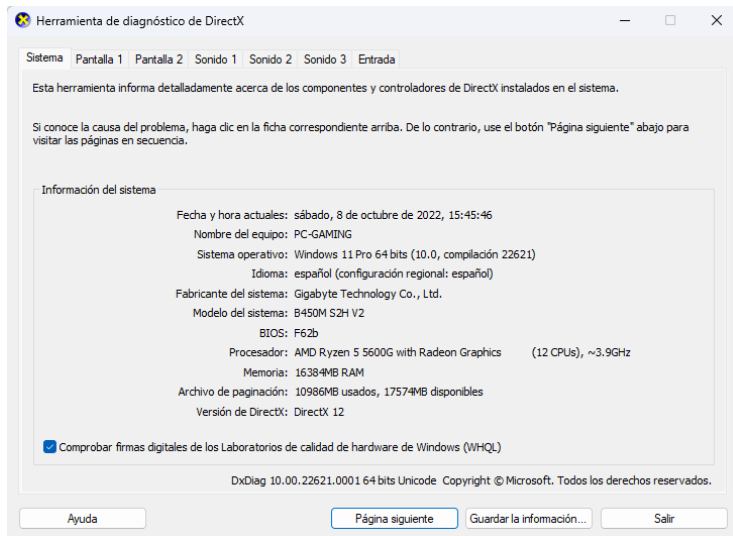 Herramienta de diagnóstico de DirectX
Sistema Pantalla 1 Pantalla 2 Sonido 1 Sonido 2 Sonido 3 Entrada
Esta herramienta informa detalladamente acerca de los componentes y controladores de DirectX instalados en el sistema.
Si conoce la causa del problema, haga clic en la ficha correspondiente arriba. De lo contrario, use el botón "Página siguiente" abajo para
visitar las páginas en secuencia.
Información del sistema
Fecha y hora actuales: sábado, 8 de octubre de 2022, 15:45:46
Nombre del equipo: PC-GAMING
Sistema operativo: Windows 11 Pro 64 bits (10.0, compilación 22621)
Idioma: español (configuración regional: español)
Fabricante del sistema: Gigabyte Technology Co., Ltd.
Modelo del sistema: B450M S2H V2
BIOS: F62b
Procesador: AMD Ryzen 5 5600G with Radeon Graphics (12 CPUs), ~3.9GHz
Memoria: 16384MB RAM
Archivo de paginación: 10986MB usados, 17574MB disponibles
Versión de DirectX: DirectX 12
Comprobar firmas digitales de los Laboratorios de calidad de hardware de Windows (WHQL)
DxDiag 10.00.22621.0001 64 bits Unicode Copyright © Microsoft. Todos los derechos reservados.
Ayuda Página siguiente Guardar la información... Salir